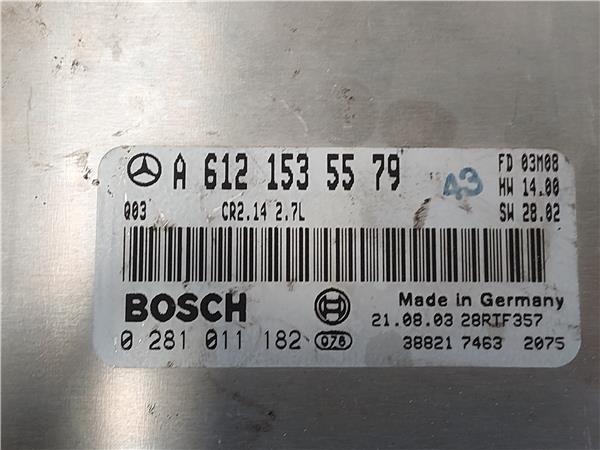 A 612 153 55 79
43
FD 03M08
HW 14.00
SW 28.02
Q03 CR2.14 2.7L
BOSCH
Made in Germany
0 281 011 182 076
21.08.03 28RTF357
38821 7463 2075